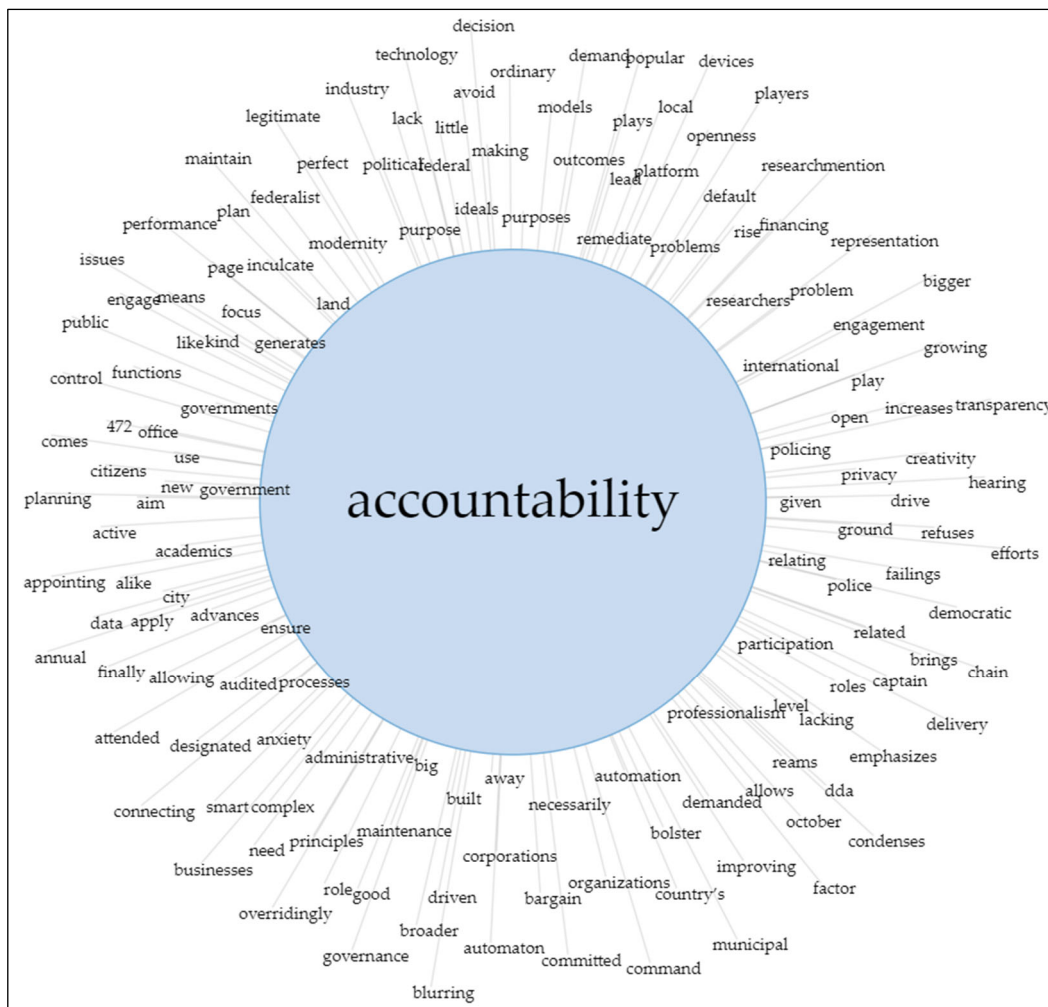 decision
technology
demand
popular
devices
ordinary
industry
avoid
players
legitimate
lack
little
models
plays
local
openness
maintain
perfect
political
federal
making
outcomes
lead
platform
research
mention
federalist
default
performance
plan
ideals
purposes
purpose
rise
financing
modernity
remediate
problems
representation
issues
page
inculcate
engage
means
focus
land
researchers
problem
bigger
public
like
kind
generates
engagement
growing
international
control
functions
play
governments
open
increases
transparency
472
office
comes
use
policing
creativity
citizens
privacy
hearing
planning
aim
new
government
given
drive
accountability
active
ground
refuses
academics
efforts
appointing
alike
relating
failings
city
police
data
apply
advances
ensure
democratic
related
annual
participation
brings
finally
allowing
audited
processes
roles
captain
chain
professionalism
level
lacking
delivery
attended
designated
anxiety
administrative
big
reams
emphasizes
away
automation
allows
dda
connecting
smart
complex
built
necessarily
demanded
october
need
principles
maintenance
bolster
condenses
businesses
corporations
improving
role
good
driven
organizations
country's
factor
overridingly
bargain
broader
governance
automaton
committed
command
municipal
blurring